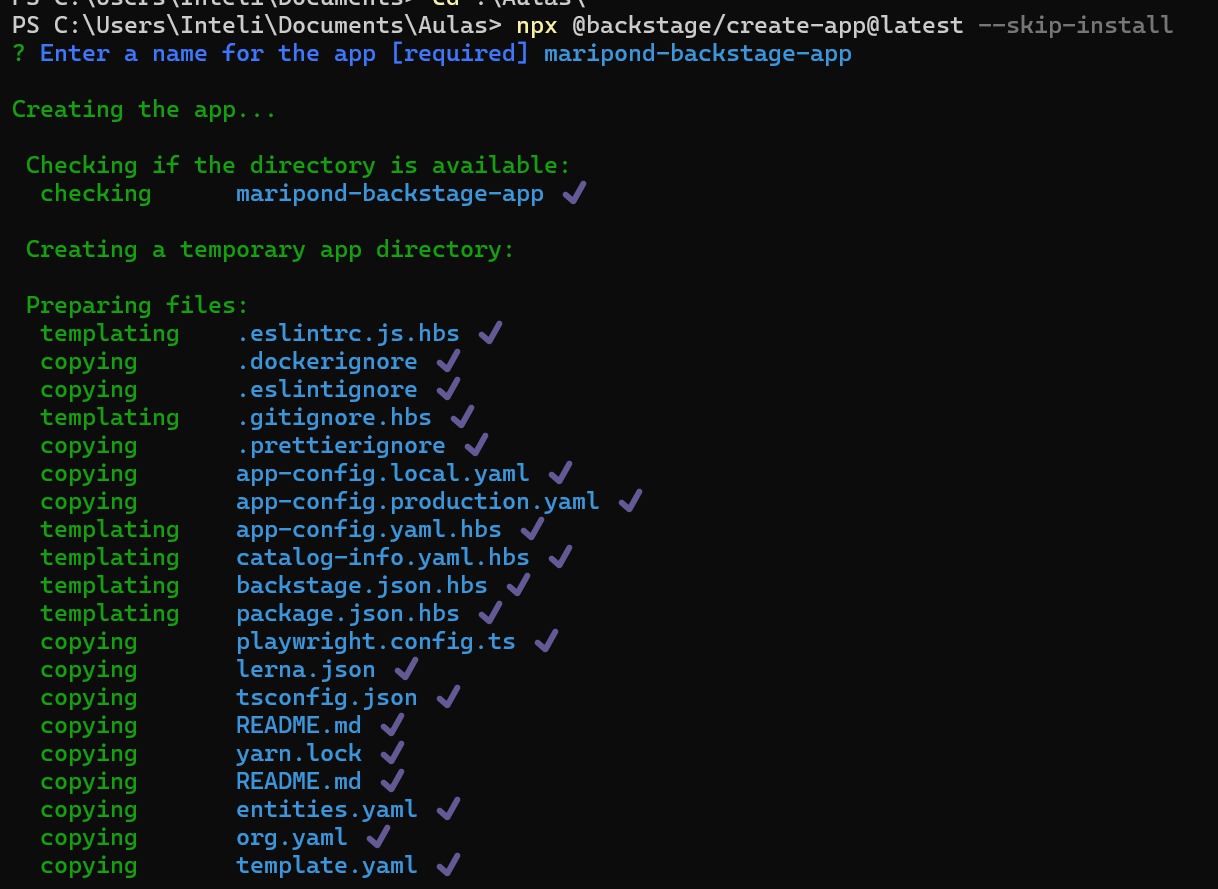 PS C:\Users\Inteli\Documents> cd .\Aulas\
PS C:\Users\Inteli\Documents\Aulas> npx @backstage/create-app@latest --skip-install
? Enter a name for the app [required] maripond-backstage-app
Creating the app...
Checking if the directory is available:
checking maripond-backstage-app ✔
Creating a temporary app directory:
Preparing files:
templating .eslintrc.js.hbs ✔
copying .dockerignore ✔
copying .eslintignore ✔
templating .gitignore.hbs ✔
copying .prettierignore ✔
copying app-config.local.yaml ✔
copying app-config.production.yaml ✔
templating app-config.yaml.hbs ✔
templating catalog-info.yaml.hbs ✔
templating backstage.json.hbs ✔
templating package.json.hbs ✔
copying playwright.config.ts ✔
copying lerna.json ✔
copying tsconfig.json ✔
copying README.md ✔
copying yarn.lock ✔
copying README.md ✔
copying entities.yaml ✔
copying org.yaml ✔
copying template.yaml ✔